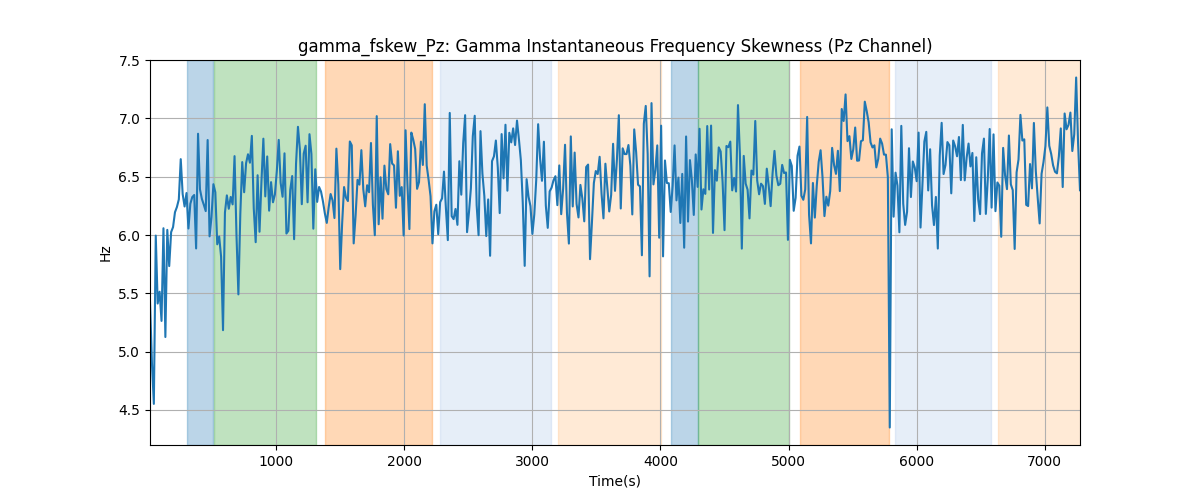 gamma_fskew_Pz: Gamma Instantaneous Frequency Skewness (Pz Channel)
7.5
7.0
6.5
6.0
5.5
5.0
4.5
Hz
1000 2000 3000 4000 5000 6000 7000
Time(s)